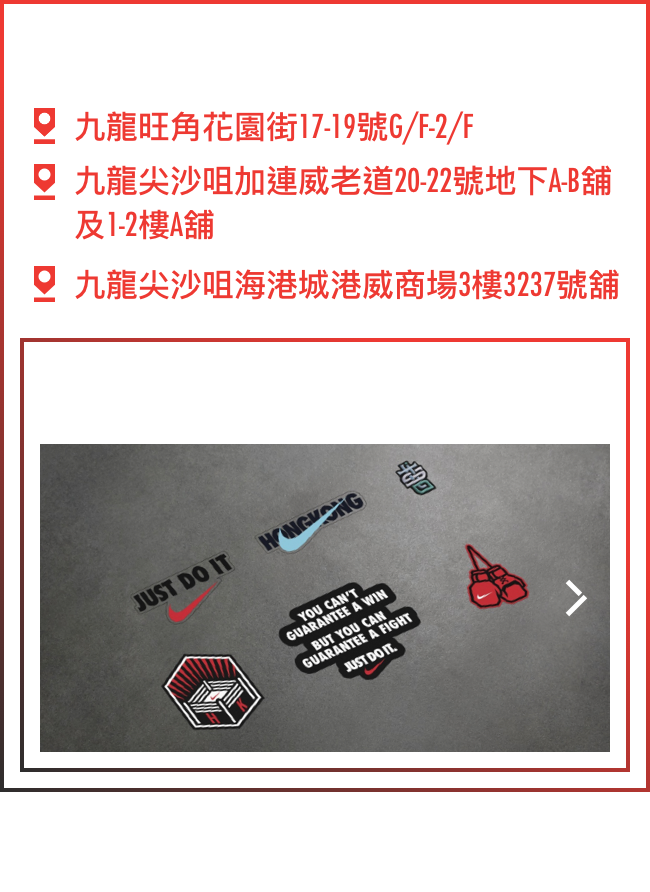 九龍旺角花園街17-19號G/F-2/F
九龍尖沙咀加連威老道20-22號地下A-B舖
及1-2樓A舖
九龍尖沙咀海港城港威商場3樓3237號舖
HONGKONG
JUST DO IT
YOU CAN'T
GUARANTEE A WIN
BUT YOU CAN
GUARANTEE A FIGHT
JUST DO IT.
H K